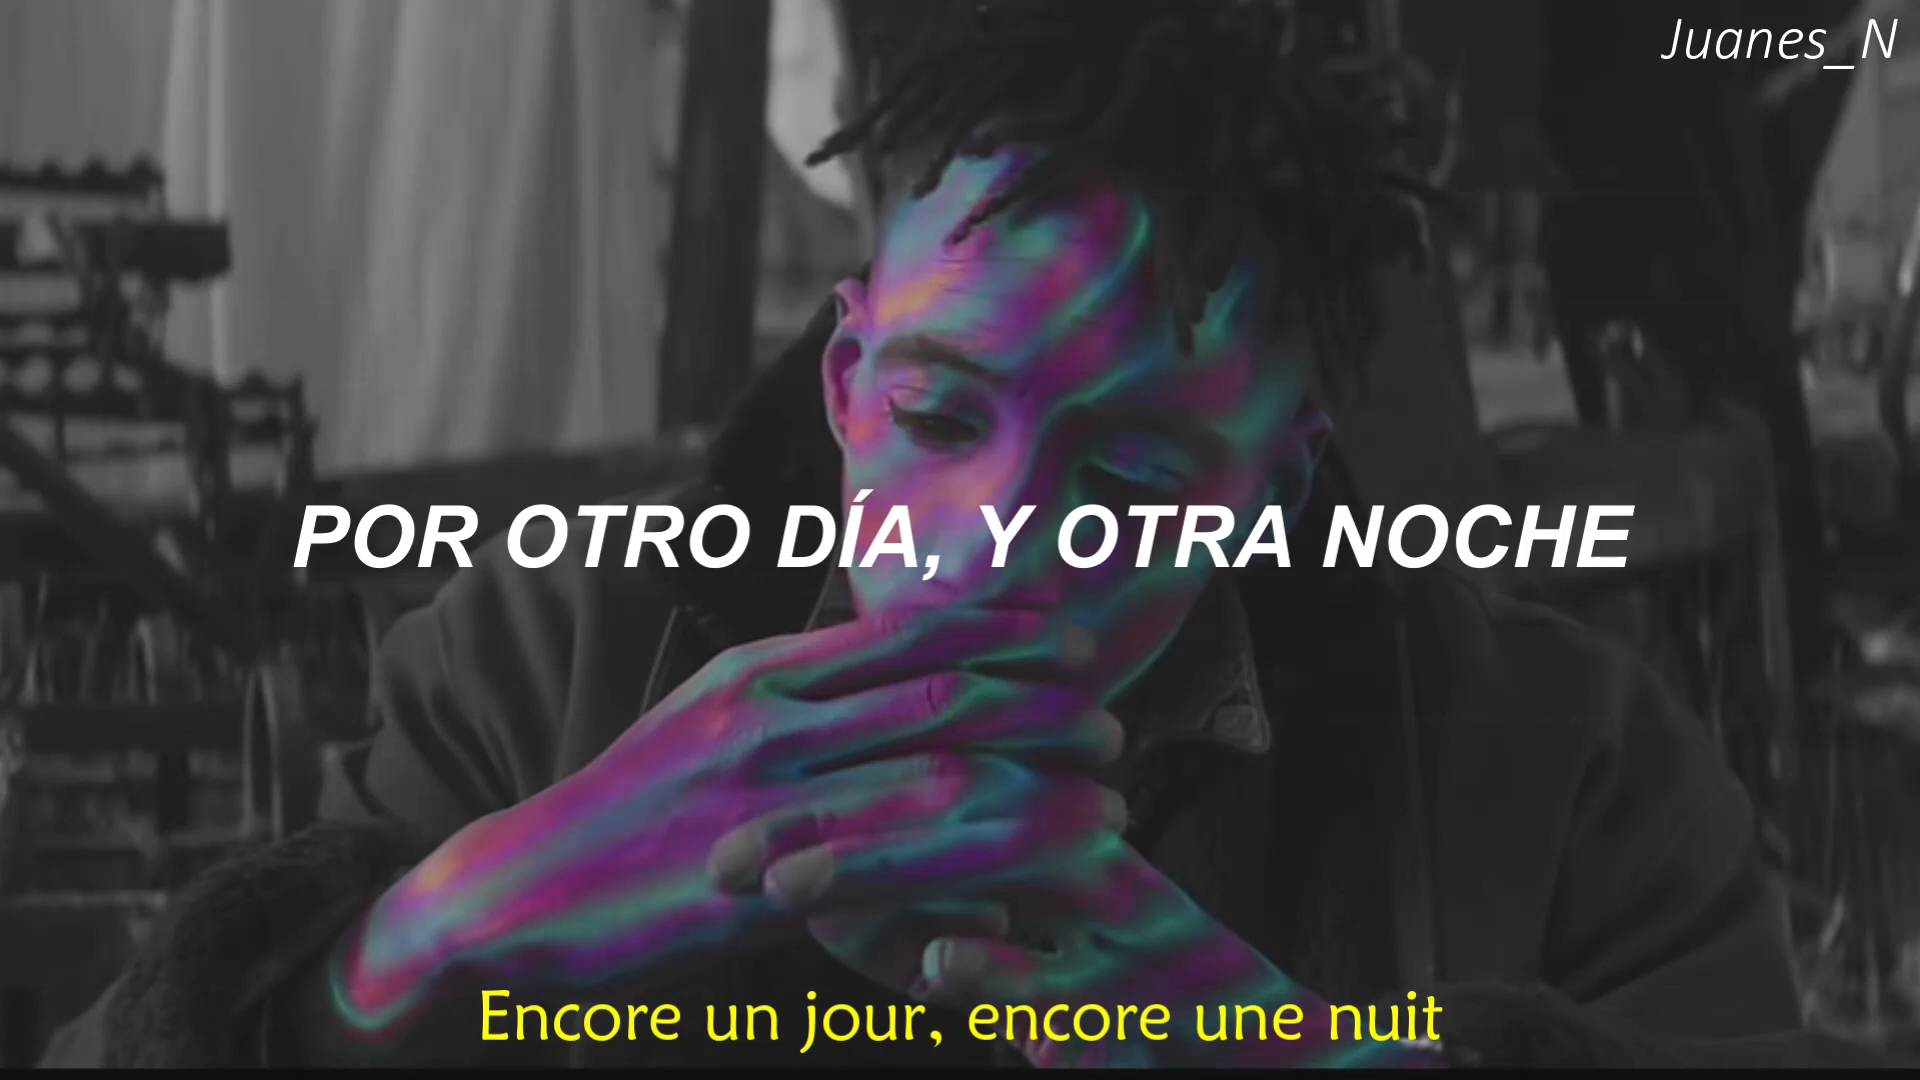 Juanes_N
POR OTRO DÍA, Y OTRA NOCHE
Encore un jour, encore une nuit